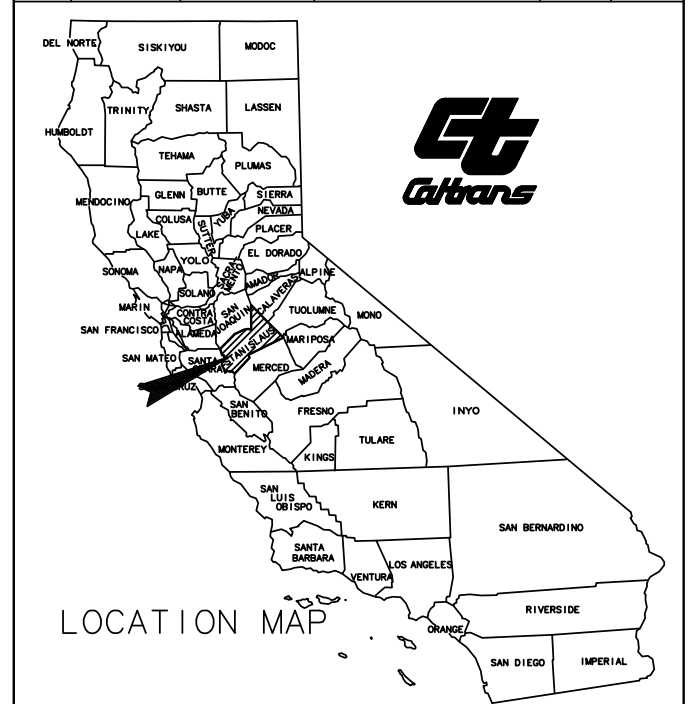 DEL NORTE
SISKIYOU
MODOC
HUMBOLDT
TRINITY
SHASTA
LASSEN
TEHAMA
PLUMAS
MENDOCINO
GLENN
BUTTE
SIERRA
NEVADA
COLUSA
SUTTER
YUBA
PLACER
LAKE
EL DORADO
YOLO
SONOMA
NAPA
SACRA-
MENTO
AMADOR
ALPINE
SOLANO
CALAVERAS
MARIN
CONTRA
COSTA
SAN
JOAQUIN
TUOLUMNE
MONO
SAN FRANCISCO
ALAMEDA
STANISLAUS
MARIPOSA
SAN MATEO
SANTA
MERCED
MADERA
SAN
BENITO
FRESNO
INYO
MONTEREY
KINGS
TULARE
SAN
LUIS
OBISPO
KERN
SAN BERNARDINO
SANTA
BARBARA
VENTURA
LOS ANGELES
ORANGE
RIVERSIDE
SAN DIEGO
IMPERIAL
Ct
Caltrans
LOCATION MAP